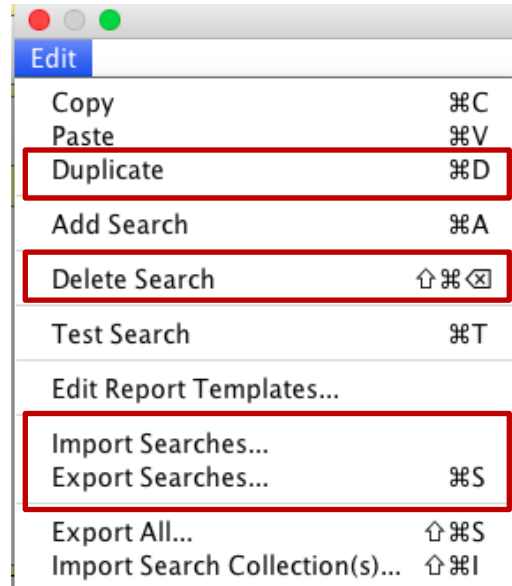 Edit
Copy ⌘C
Paste ⌘V
Duplicate ⌘D
Add Search ⌘A
Delete Search ⇧⌘⌫
Test Search ⌘T
Edit Report Templates...
Import Searches...
Export Searches... ⌘S
Export All... ⇧⌘S
Import Search Collection(s)... ⇧⌘I